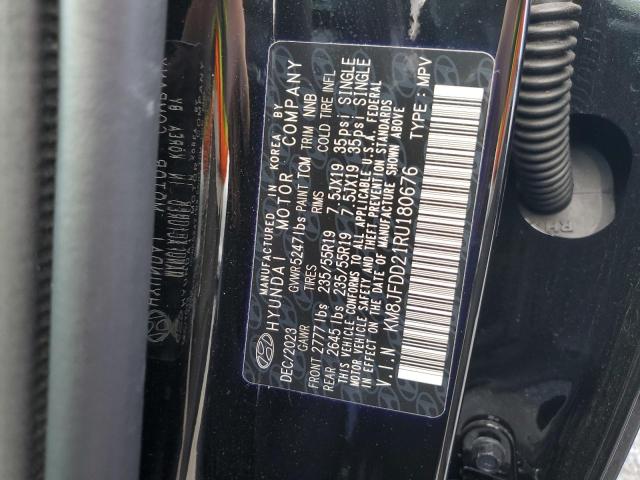 MANUFACTURED IN KOREA BY
HYUNDAI MOTOR COMPANY
DEC/2023 GVWR5247lbs PAINT TCM TRIM NNB
GAWR TIRES RIMS COLD TIRE INFL
FRONT 2777 lbs 235/55R19 7.5JX19 35psi SINGLE
REAR 2645 lbs 235/55R19 7.5JX19 35psi SINGLE
THIS VEHICLE CONFORMS TO ALL APPLICABLE U.S.A. FEDERAL
MOTOR VEHICLE SAFETY AND THEFT PREVENTION STANDARDS
IN EFFECT ON THE DATE OF MANUFACTURE SHOWN ABOVE
V.I.N KM8JFDD21RU180676 TYPE : MPV